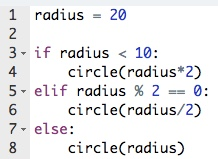 1 radius = 20
2
3 if radius < 10:
4     circle(radius*2)
5 elif radius % 2 == 0:
6     circle(radius/2)
7 else:
8     circle(radius)